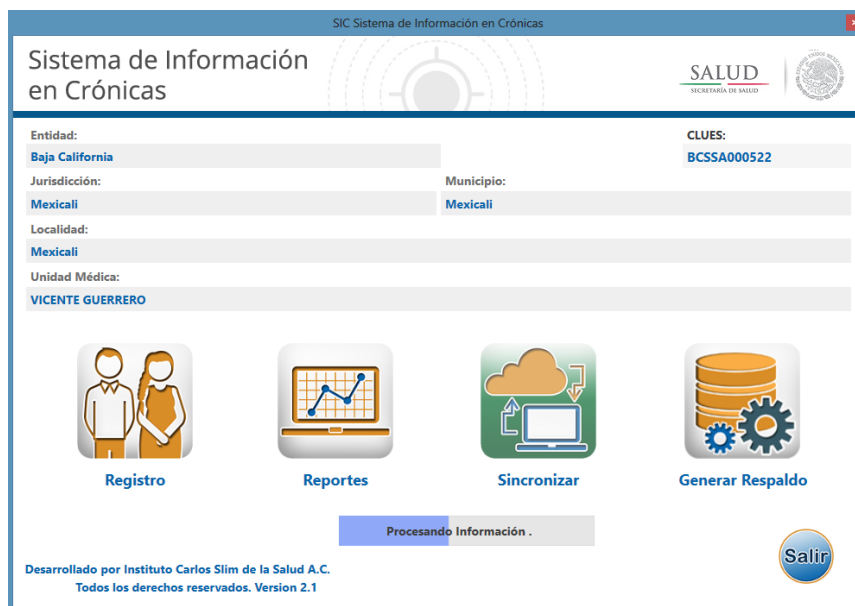 SIC Sistema de Información en Crónicas
Sistema de Información
en Crónicas
SALUD
SECRETARÍA DE SALUD
Entidad:
CLUES:
Baja California
BCSSA000522
Jurisdicción:
Municipio:
Mexicali
Mexicali
Localidad:
Mexicali
Unidad Médica:
VICENTE GUERRERO
Registro
Reportes
Sincronizar
Generar Respaldo
Procesando Información .
Salir
Desarrollado por Instituto Carlos Slim de la Salud A.C.
Todos los derechos reservados. Version 2.1